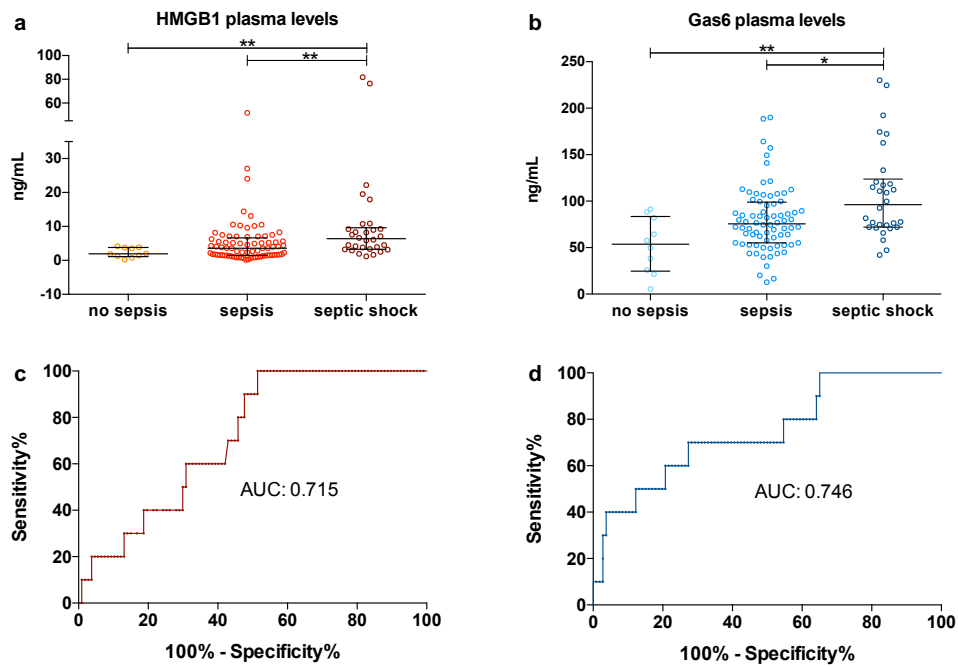 a
HMGB1 plasma levels
**
**
100
80
60
40
30
20
10
0
-10
ng/mL
no sepsis
sepsis
septic shock
b
Gas6 plasma levels
**
*
250
200
150
100
50
0
ng/mL
no sepsis
sepsis
septic shock
c
100
80
60
40
20
0
Sensitivity%
AUC: 0.715
0 20 40 60 80 100
100% - Specificity%
d
100
80
60
40
20
0
Sensitivity%
AUC: 0.746
0 20 40 60 80 100
100% - Specificity%